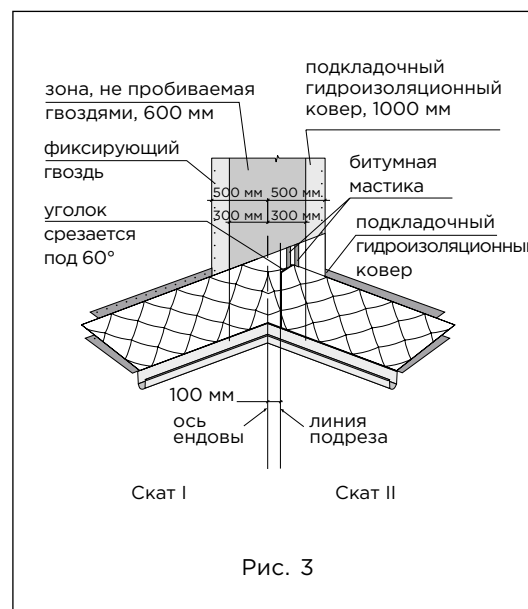 зона, не пробиваемая
гвоздями, 600 мм
подкладочный
гидроизоляционный
ковер, 1000 мм
фиксирующий
гвоздь
битумная
мастика
500 мм 500 мм
уголок
срезается
под 60°
300 мм 300 мм
подкладочный
гидроизоляционный
ковер
100 мм
ось
ендовы
линия
подреза
Скат I Скат II
Рис. 3